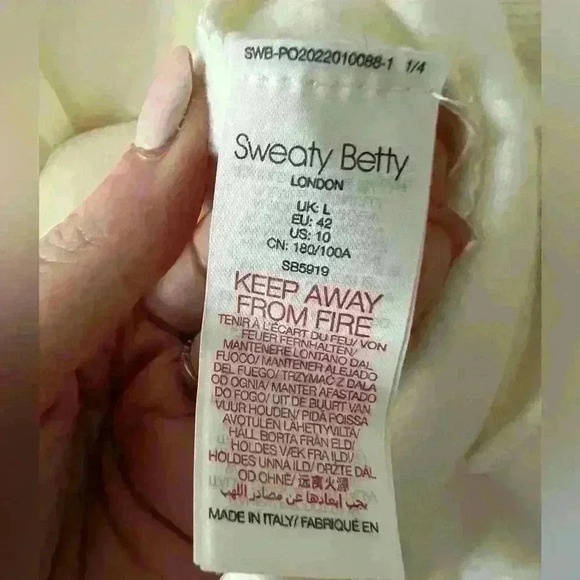 SWB-PO2022010088-1 1/4
Sweaty Betty
LONDON
UK: L
EU: 42
US: 10
CN: 180/100A
SB5919
KEEP AWAY
FROM FIRE
TENIR A L'ÉCART DU FEU/ VON
FEUER FERNHALTEN/
MANTENERE LONTANO DAL
FUOCO/ MANTENER ALEJADO
DEL FUEGO/ TRZYMAĆ Z DALA
OD OGNIA/ MANTER AFASTADO
DO FOGO/ UIT DE BUURT VAN
VUUR HOUDEN/ PIDÄ POISSA
AVOTULEN LÄHETTYVILTÄ/
HÅLL BORTA FRÅN ELD/
HOLDES VÆK FRA ILD/
HOLDES UNNA ILD/ DRŽTE DÁL
OD OHNĚ/ 远离火源
يجب ابعادها عن مصادر اللهب
MADE IN ITALY/ FABRIQUÉ EN